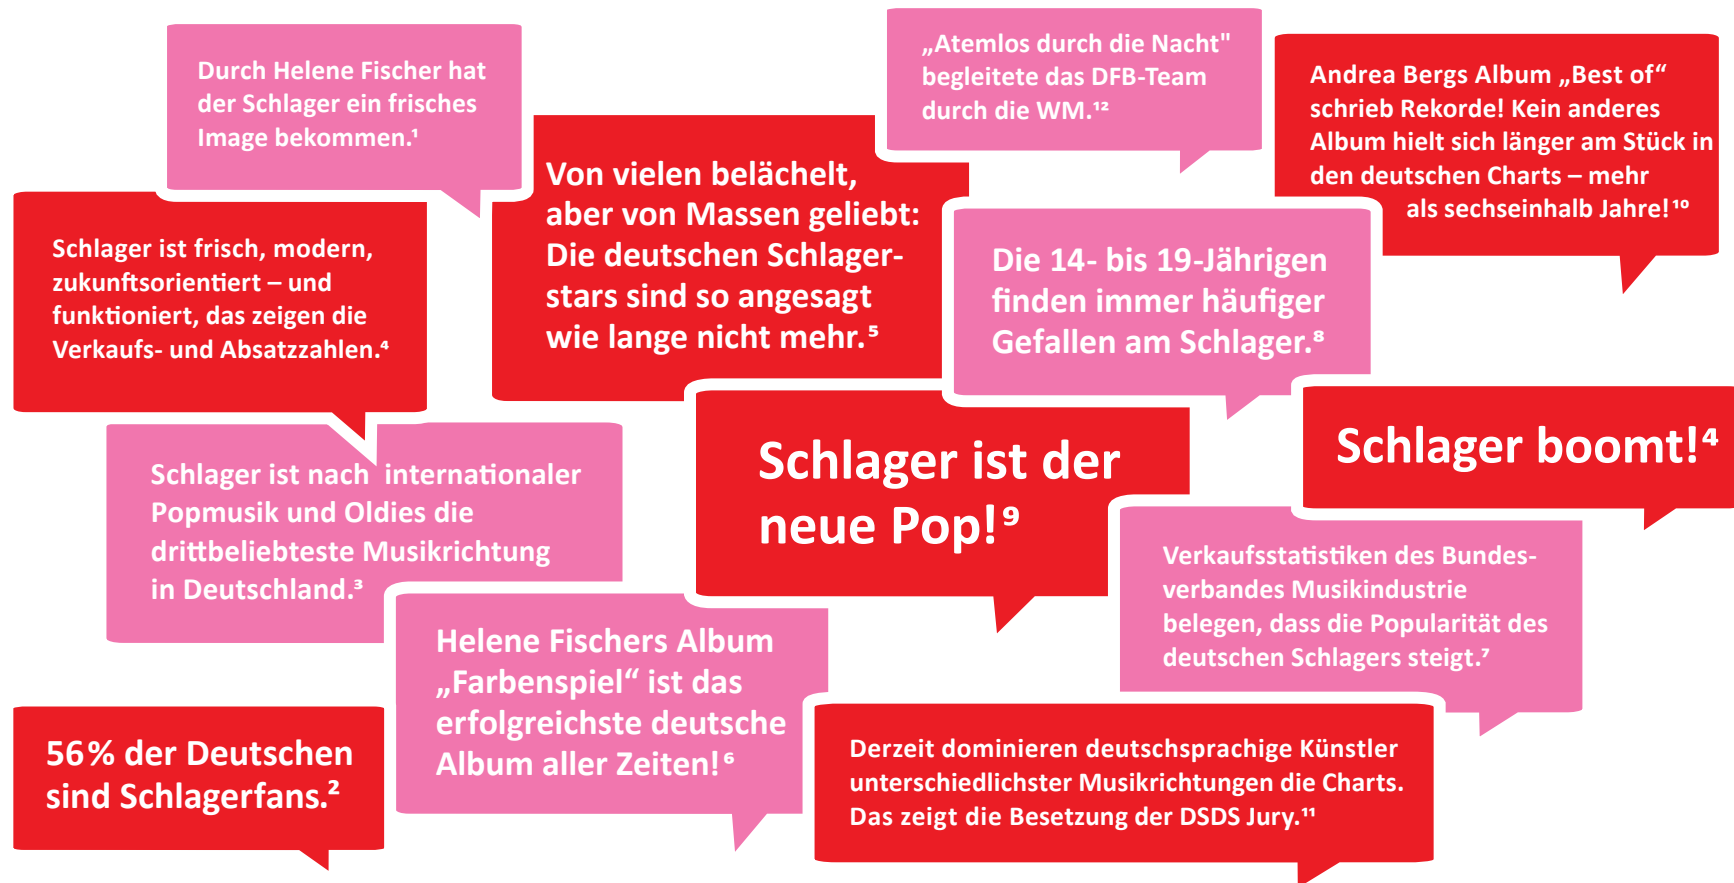 Durch Helene Fischer hat
der Schlager ein frisches
Image bekommen.¹
„Atemlos durch die Nacht"
begleitete das DFB-Team
durch die WM.¹²
Andrea Bergs Album „Best of“
schrieb Rekorde! Kein anderes
Album hielt sich länger am Stück in
den deutschen Charts – mehr
als sechseinhalb Jahre!¹⁰
Von vielen belächelt,
aber von Massen geliebt:
Die deutschen Schlager-
stars sind so angesagt
wie lange nicht mehr.⁵
Schlager ist frisch, modern,
zukunftsorientiert – und
funktioniert, das zeigen die
Verkaufs- und Absatzzahlen.⁴
Die 14- bis 19-Jährigen
finden immer häufiger
Gefallen am Schlager.⁸
Schlager boomt!⁴
Schlager ist der
neue Pop!⁹
Schlager ist nach internationaler
Popmusik und Oldies die
drittbeliebteste Musikrichtung
in Deutschland.³
Verkaufsstatistiken des Bundes-
verbandes Musikindustrie
belegen, dass die Popularität des
deutschen Schlagers steigt.⁷
Helene Fischers Album
„Farbenspiel“ ist das
erfolgreichste deutsche
Album aller Zeiten!⁶
56% der Deutschen
sind Schlagerfans.²
Derzeit dominieren deutschsprachige Künstler
unterschiedlichster Musikrichtungen die Charts.
Das zeigt die Besetzung der DSDS Jury.¹¹